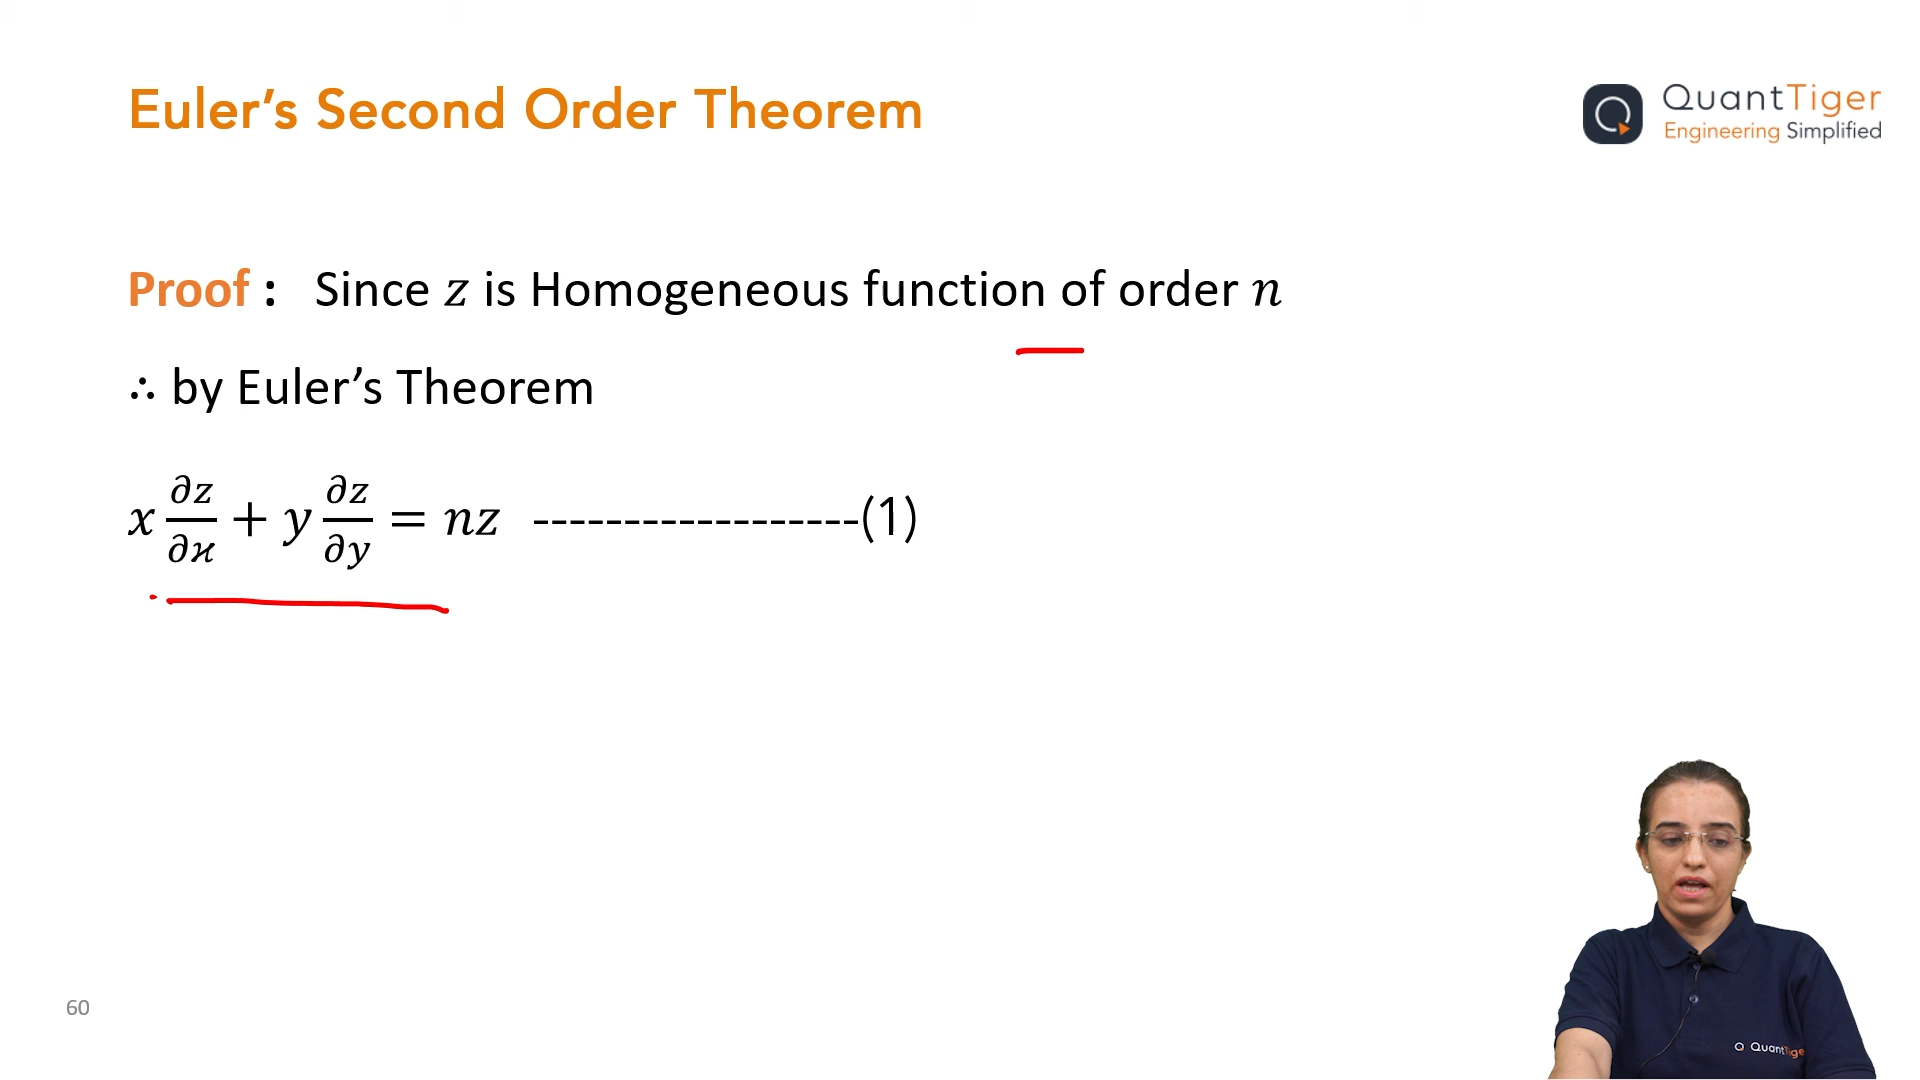 Euler's Second Order Theorem
QuantTiger
Engineering Simplified
Proof : Since 𝑧 is Homogeneous function of order 𝑛
∴ by Euler's Theorem
𝑥 ∂𝑧/∂ϰ + 𝑦 ∂𝑧/∂𝑦 = 𝑛𝑧 ------------------(1)
60
QuantTiger